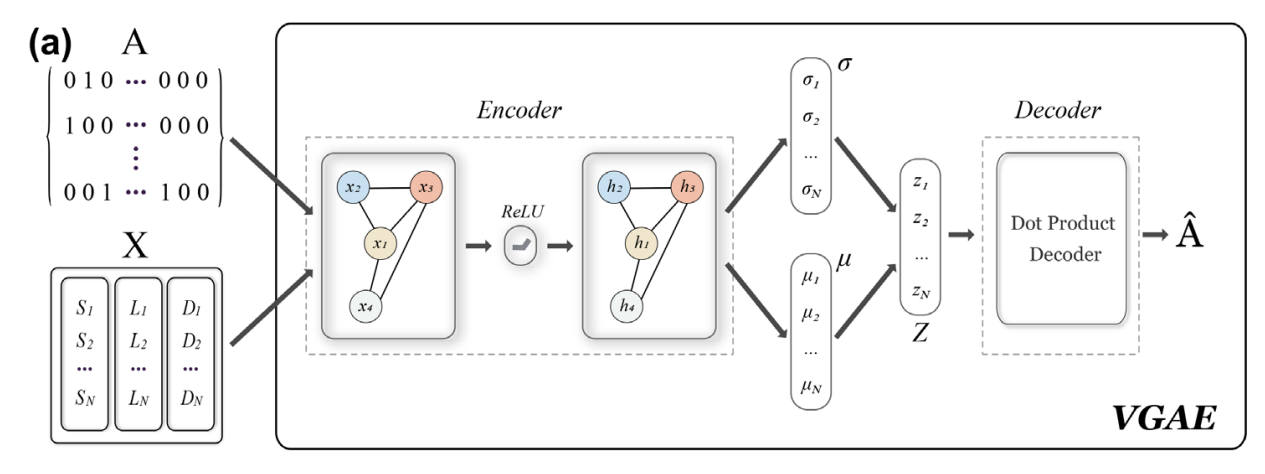 (a)
A
0 1 0 ... 0 0 0
1 0 0 ... 0 0 0
0 0 1 ... 1 0 0
X
S1 L1 D1
S2 L2 D2
... ... ...
SN LN DN
Encoder
x2 x3
x1
x4
ReLU
h2 h3
h1
h4
σ
σ1
σ2
...
σN
μ
μ1
μ2
...
μN
z1
z2
...
zN
Z
Decoder
Dot Product
Decoder
Â
VGAE